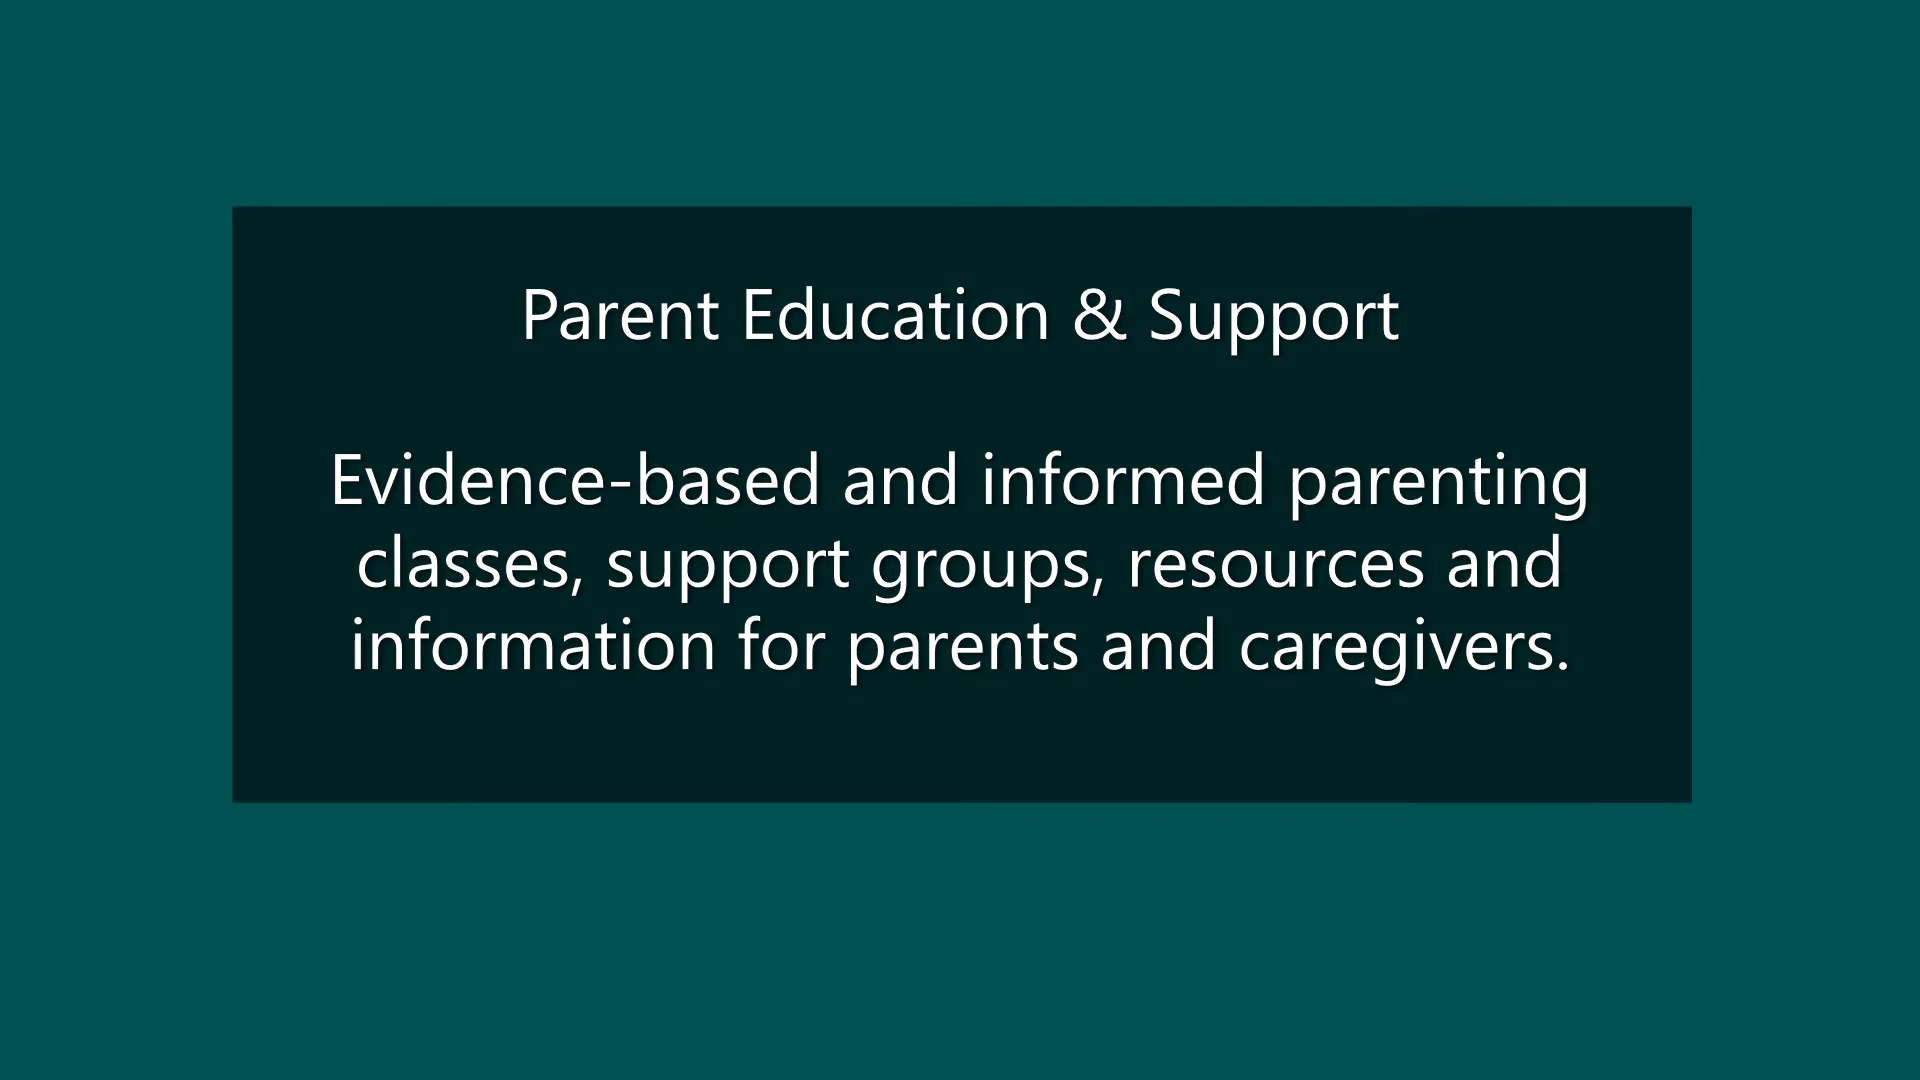 Parent Education & Support
Evidence-based and informed parenting
classes, support groups, resources and
information for parents and caregivers.